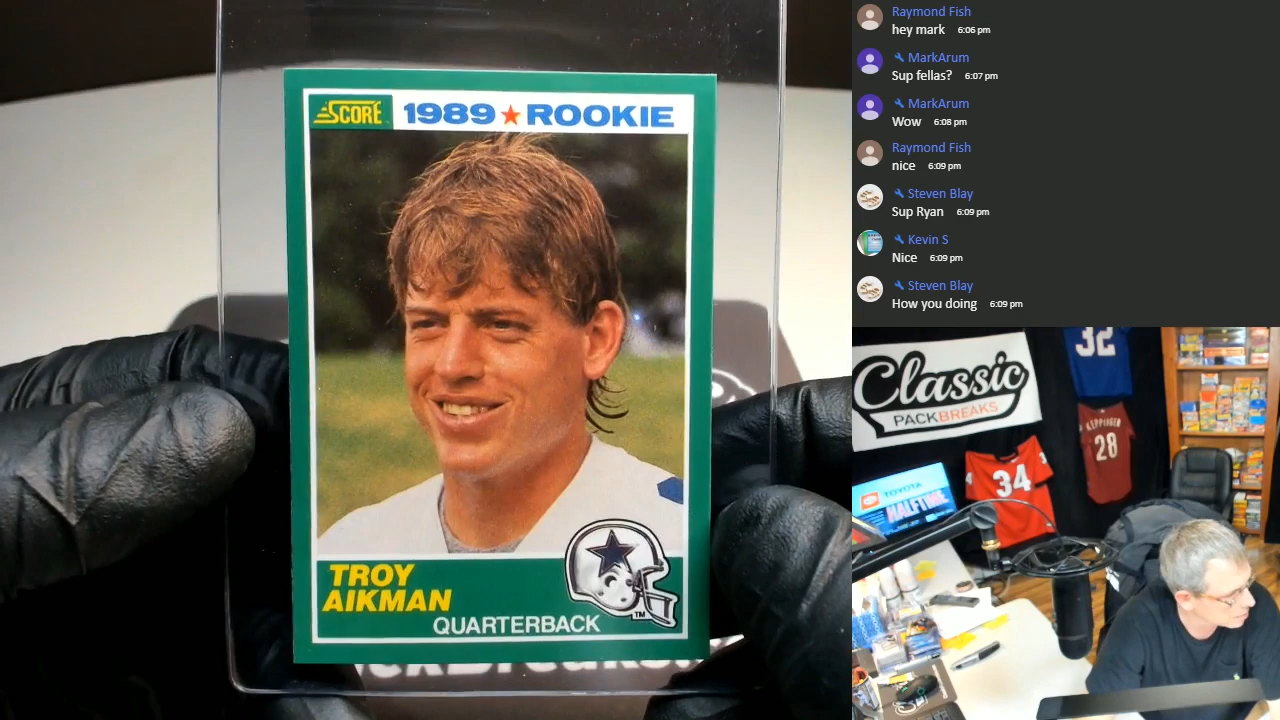 SCORE
1989 ★ ROOKIE
TROY
AIKMAN
QUARTERBACK
TM
Raymond Fish
hey mark 6:06 pm
MarkArum
Sup fellas? 6:07 pm
MarkArum
Wow 6:08 pm
Raymond Fish
nice 6:09 pm
Steven Blay
Sup Ryan 6:09 pm
Kevin S
Nice 6:09 pm
Steven Blay
How you doing 6:09 pm
Classic
PACKBREAKS
32
KEPPINGER
28
34
TOYOTA
HALFTIME